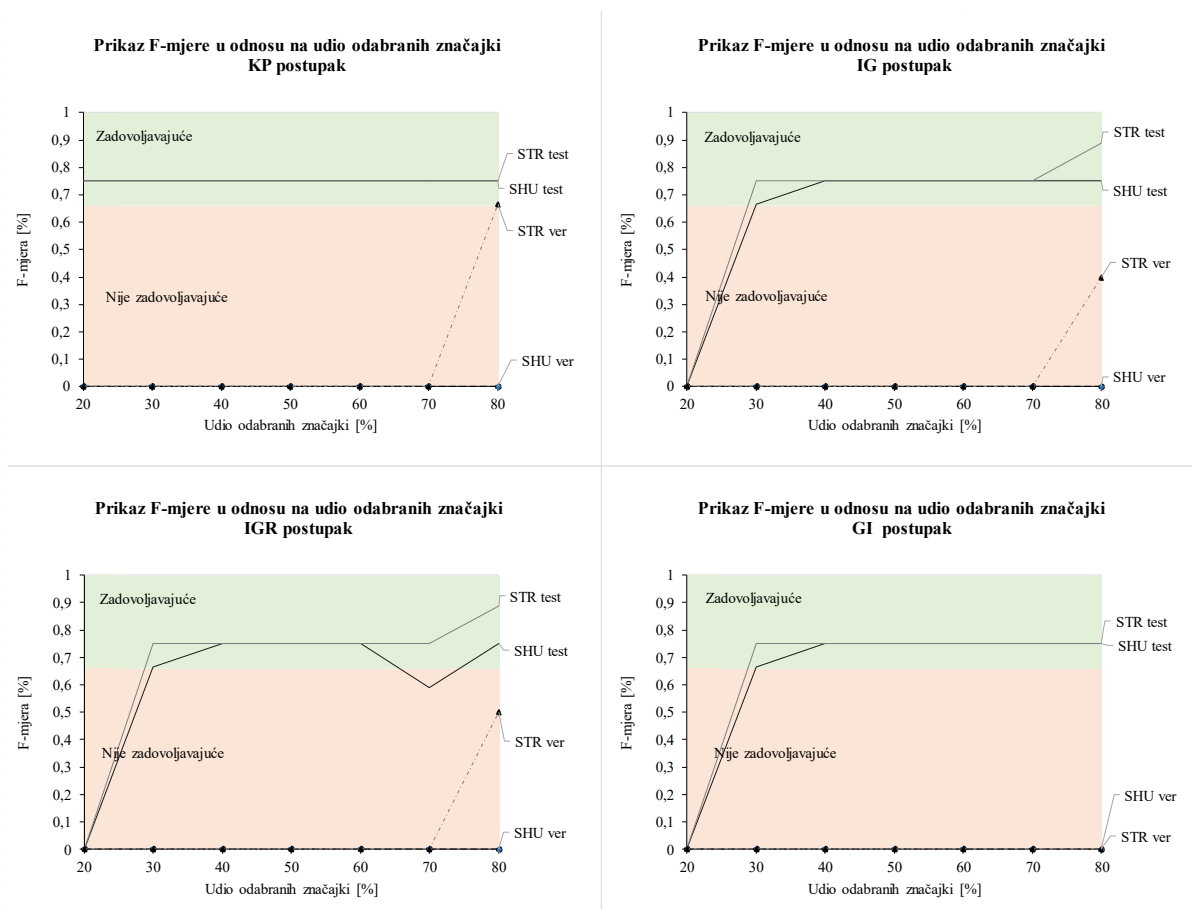 Prikaz F-mjere u odnosu na udio odabranih značajki
KP postupak
1
0,9
0,8
0,7
0,6
0,5
0,4
0,3
0,2
0,1
0
F-mjera [%]
Zadovoljavajuće
Nije zadovoljavajuće
STR test
SHU test
STR ver
SHU ver
20 30 40 50 60 70 80
Udio odabranih značajki [%]
Prikaz F-mjere u odnosu na udio odabranih značajki
IG postupak
1
0,9
0,8
0,7
0,6
0,5
0,4
0,3
0,2
0,1
0
F-mjera [%]
Zadovoljavajuće
Nije zadovoljavajuće
STR test
SHU test
STR ver
SHU ver
20 30 40 50 60 70 80
Udio odabranih značajki [%]
Prikaz F-mjere u odnosu na udio odabranih značajki
IGR postupak
1
0,9
0,8
0,7
0,6
0,5
0,4
0,3
0,2
0,1
0
F-mjera [%]
Zadovoljavajuće
Nije zadovoljavajuće
STR test
SHU test
STR ver
SHU ver
20 30 40 50 60 70 80
Udio odabranih značajki [%]
Prikaz F-mjere u odnosu na udio odabranih značajki
GI postupak
1
0,9
0,8
0,7
0,6
0,5
0,4
0,3
0,2
0,1
0
F-mjera [%]
Zadovoljavajuće
Nije zadovoljavajuće
STR test
SHU test
SHU ver
STR ver
20 30 40 50 60 70 80
Udio odabranih značajki [%]